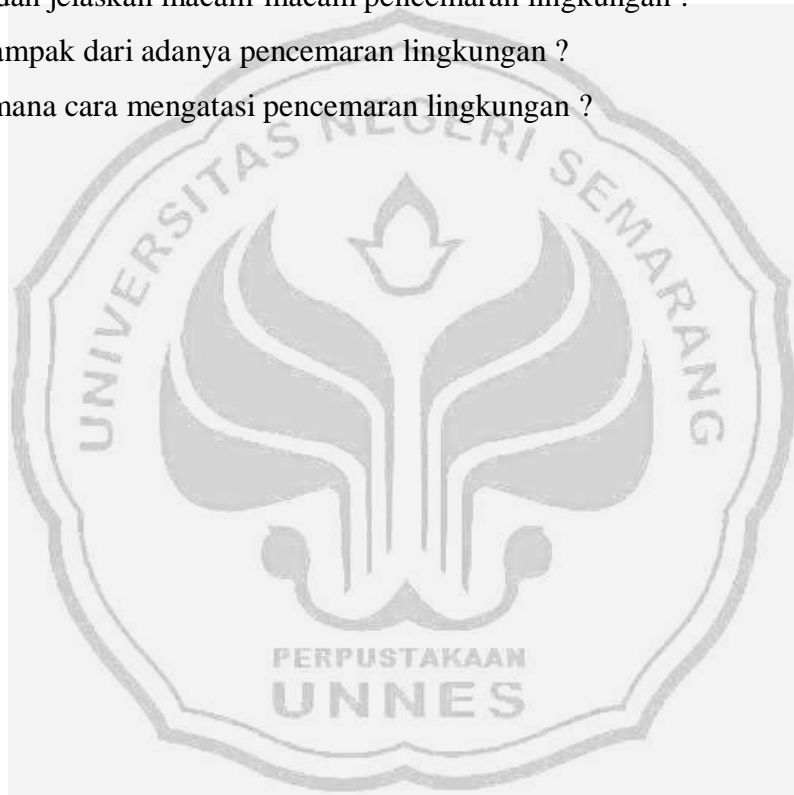 dan jelaskan macam-macam pencemaran lingkungan ?
ampak dari adanya pencemaran lingkungan ?
mana cara mengatasi pencemaran lingkungan ?
UNIVERSITAS NEGERI SEMARANG
PERPUSTAKAAN
UNNES